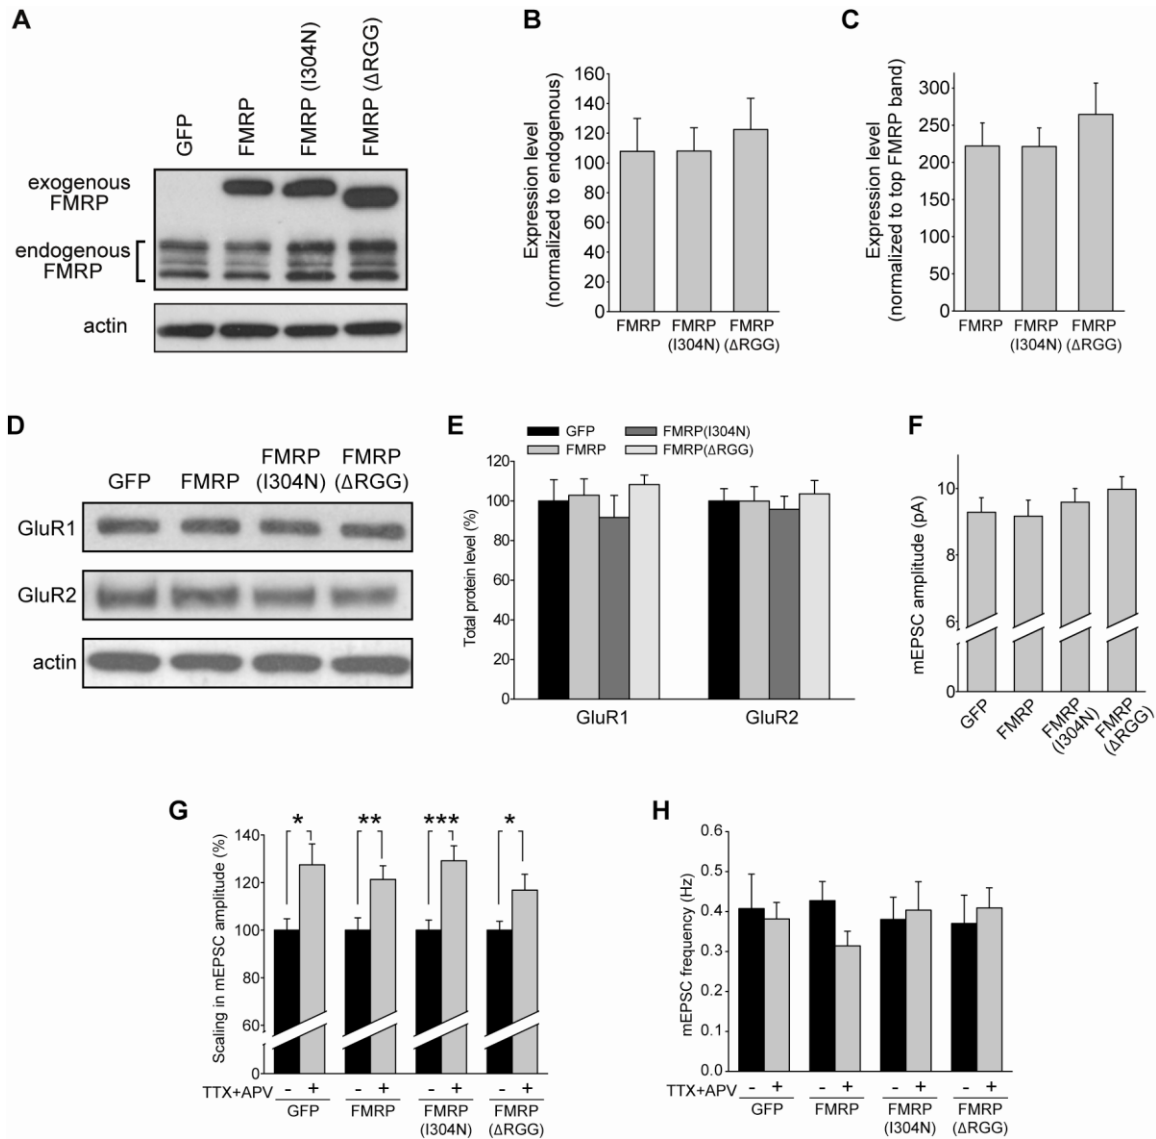 A
GFP
FMRP
FMRP (I304N)
FMRP (ΔRGG)
exogenous
FMRP
endogenous
FMRP
actin
B
Expression level
(normalized to endogenous)
160
140
120
100
80
60
40
20
0
FMRP
FMRP
(I304N)
FMRP
(ΔRGG)
C
Expression level
(normalized to top FMRP band)
300
250
200
150
100
50
0
FMRP
FMRP
(I304N)
FMRP
(ΔRGG)
D
GFP
FMRP
FMRP
(I304N)
FMRP
(ΔRGG)
GluR1
GluR2
actin
E
GFP
FMRP
FMRP(I304N)
FMRP(ΔRGG)
Total protein level (%)
120
100
80
60
40
20
0
GluR1
GluR2
F
mEPSC amplitude (pA)
10
8
6
0
GFP
FMRP
FMRP
(I304N)
FMRP
(ΔRGG)
G
Scaling in mEPSC amplitude (%)
140
120
100
80
60
0
*
**
***
*
TTX+APV - + - + - + - +
GFP
FMRP
FMRP
(I304N)
FMRP
(ΔRGG)
H
mEPSC frequency (Hz)
0.6
0.5
0.4
0.3
0.2
0.1
0.0
TTX+APV - + - + - + - +
GFP
FMRP
FMRP
(I304N)
FMRP
(ΔRGG)